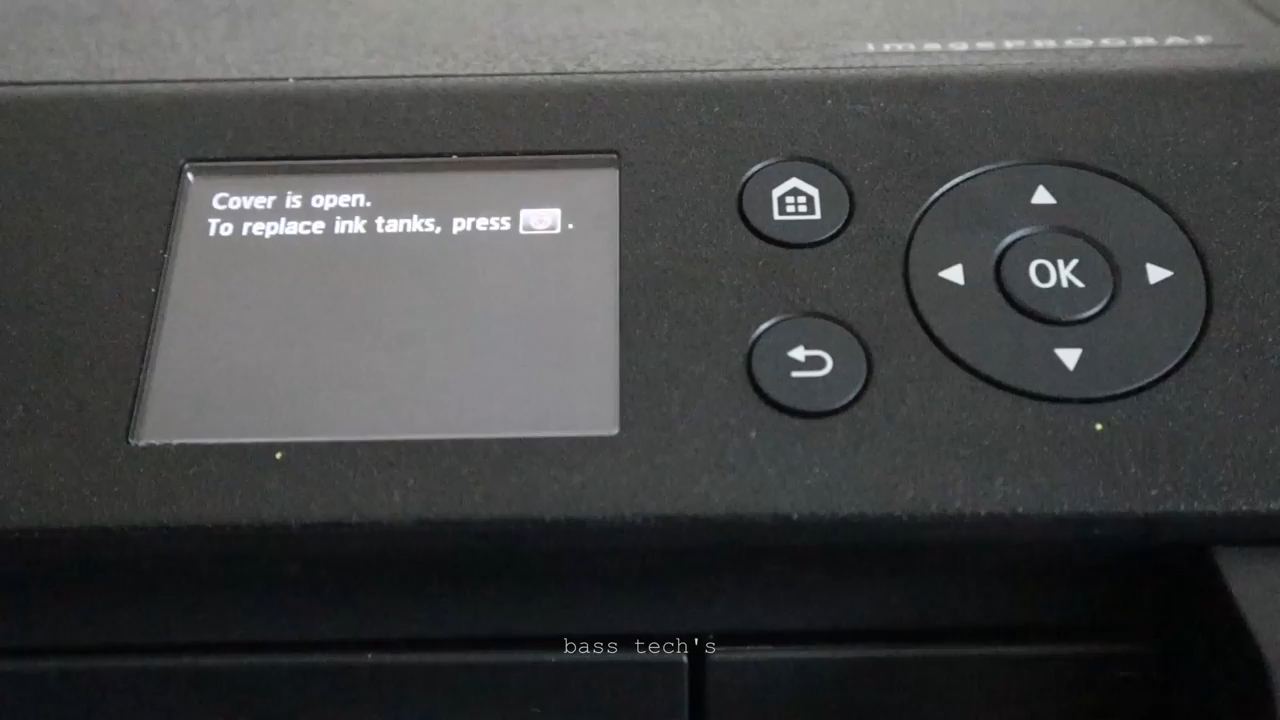 imagePROGRAF
Cover is open.
To replace ink tanks, press .
OK
bass tech's